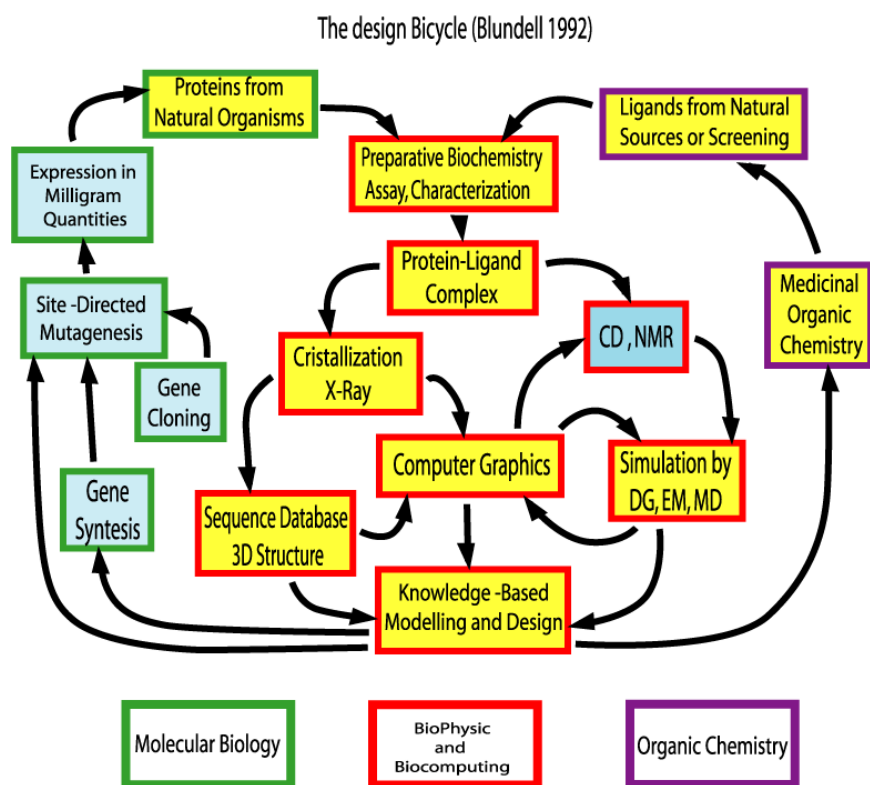 The design Bicycle (Blundell 1992)
Proteins from
Natural Organisms
Ligands from Natural
Sources or Screening
Preparative Biochemistry
Assay, Characterization
Expression in
Milligram
Quantities
Protein-Ligand
Complex
Medicinal
Organic
Chemistry
Site -Directed
Mutagenesis
CD , NMR
Cristallization
X-Ray
Gene
Cloning
Computer Graphics
Simulation by
DG, EM, MD
Gene
Syntesis
Sequence Database
3D Structure
Knowledge -Based
Modelling and Design
Molecular Biology
BioPhysic
and
Biocomputing
Organic Chemistry